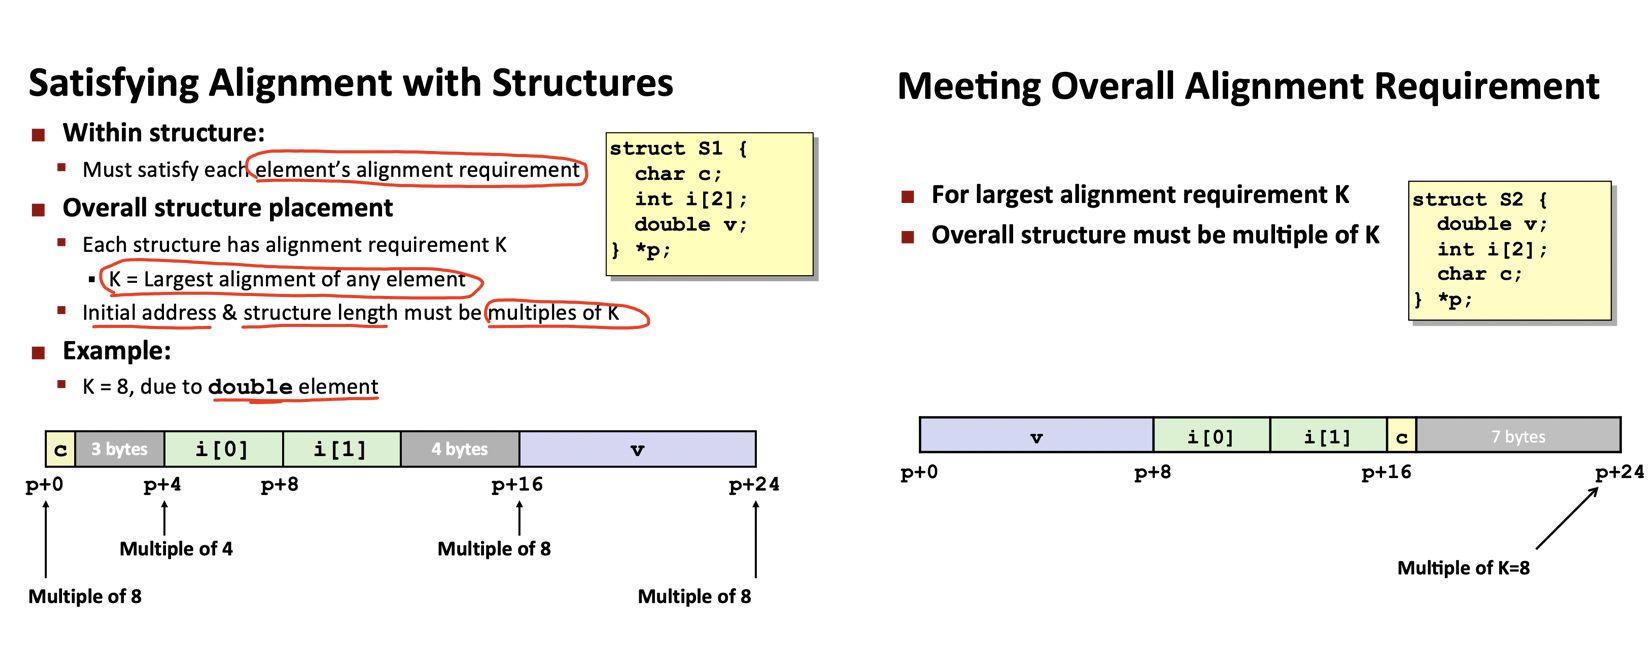 Satisfying Alignment with Structures
Within structure:
Must satisfy each element's alignment requirement
Overall structure placement
Each structure has alignment requirement K
K = Largest alignment of any element
Initial address & structure length must be multiples of K
Example:
K = 8, due to double element
struct S1 {
char c;
int i[2];
double v;
} *p;
c 3 bytes i[0] i[1] 4 bytes v
p+0 p+4 p+8 p+16 p+24
Multiple of 4 Multiple of 8
Multiple of 8 Multiple of 8
Meeting Overall Alignment Requirement
For largest alignment requirement K
Overall structure must be multiple of K
struct S2 {
double v;
int i[2];
char c;
} *p;
v i[0] i[1] c 7 bytes
p+0 p+8 p+16 p+24
Multiple of K=8